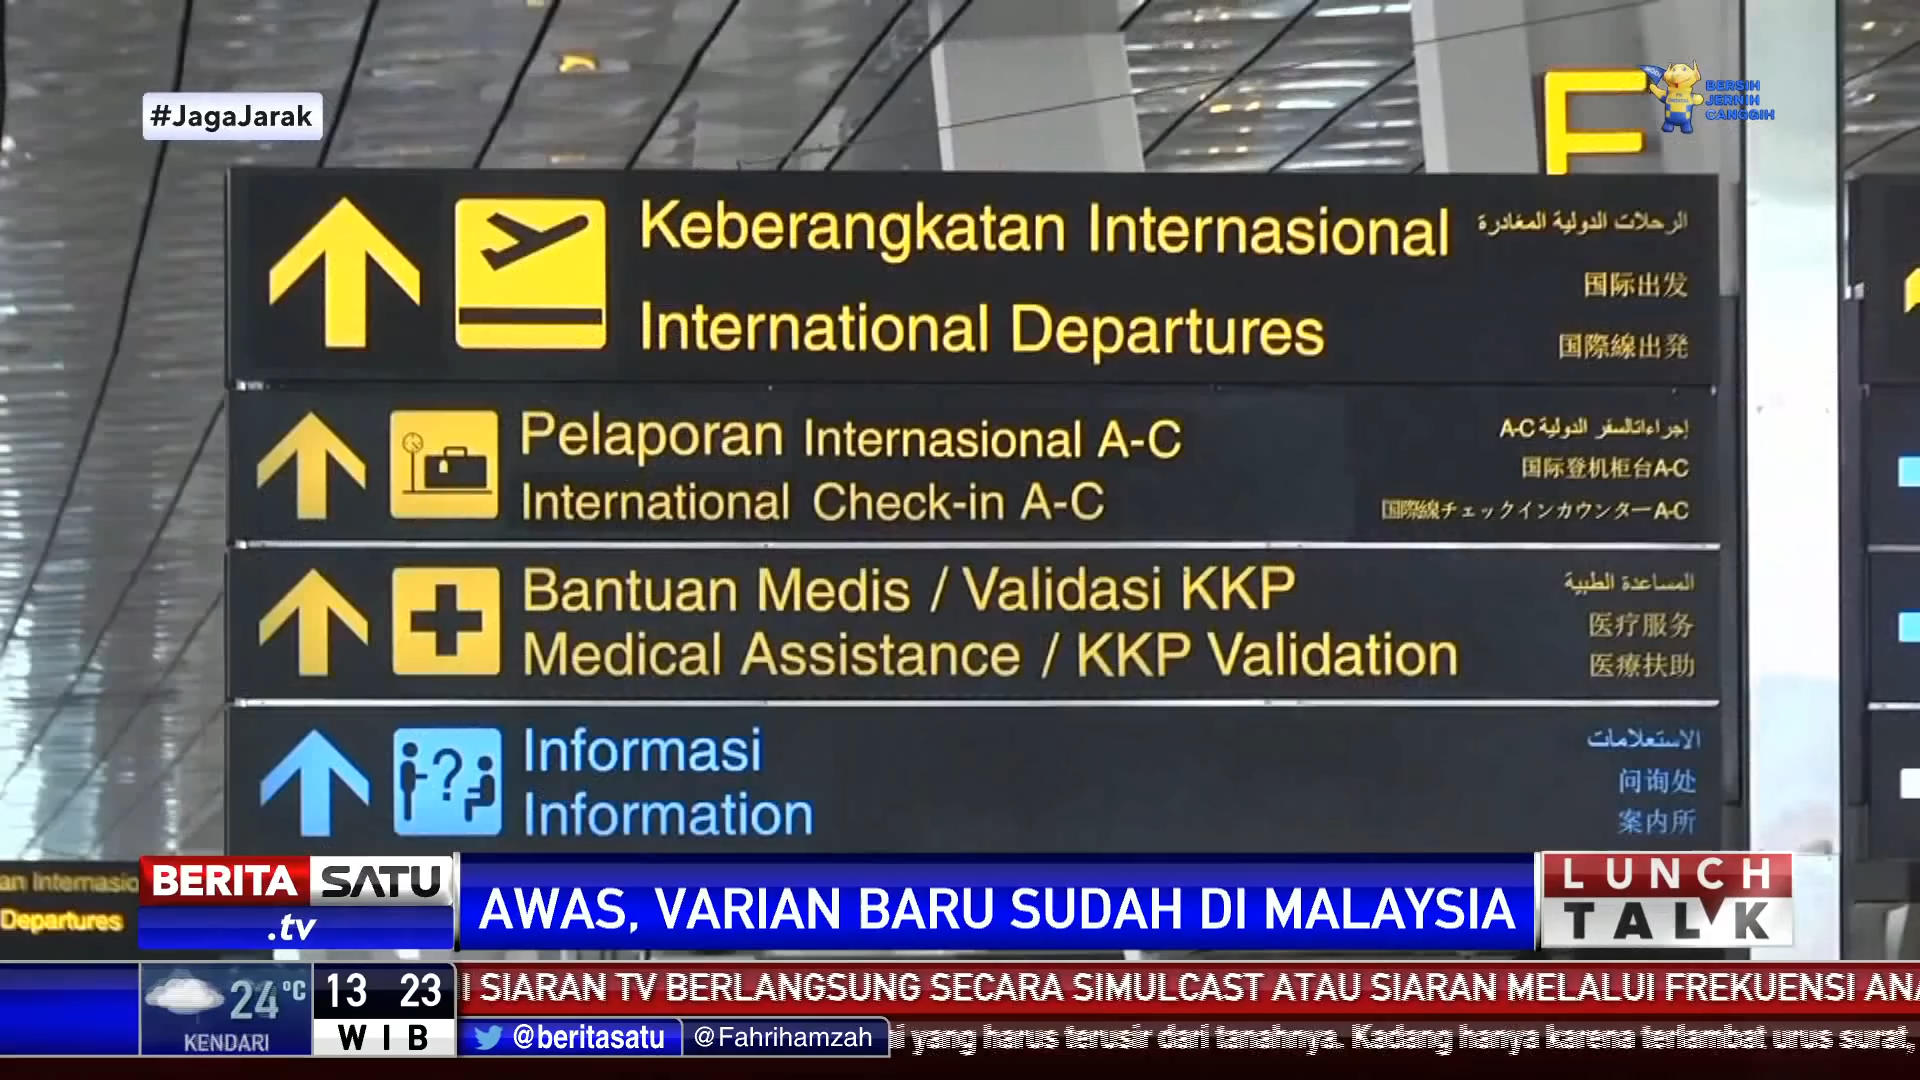 #JagaJarak
BERSIH
JERNIH
CANGGIH
F
Keberangkatan Internasional
الرحلات الدولية المغادرة
国际出发
International Departures
国際線出発
Pelaporan Internasional A-C
إجراءاتالسفر الدولية A-C
国际登机柜台A-C
International Check-in A-C
国際線チェックインカウンターA-C
Bantuan Medis / Validasi KKP
المساعدة الطبية
医疗服务
Medical Assistance / KKP Validation
医療扶助
Informasi
الاستعلامات
问询处
Information
案内所
an Internasio
Departures
BERITA SATU
.tv
AWAS, VARIAN BARU SUDAH DI MALAYSIA
LUNCH
TALK
24°C
KENDARI
13 23
WIB
I SIARAN TV BERLANGSUNG SECARA SIMULCAST ATAU SIARAN MELALUI FREKUENSI ANA
@beritasatu
@Fahrihamzah
i yang harus terusir dari tanahnya. Kadang hanya karena terlambat urus surat,